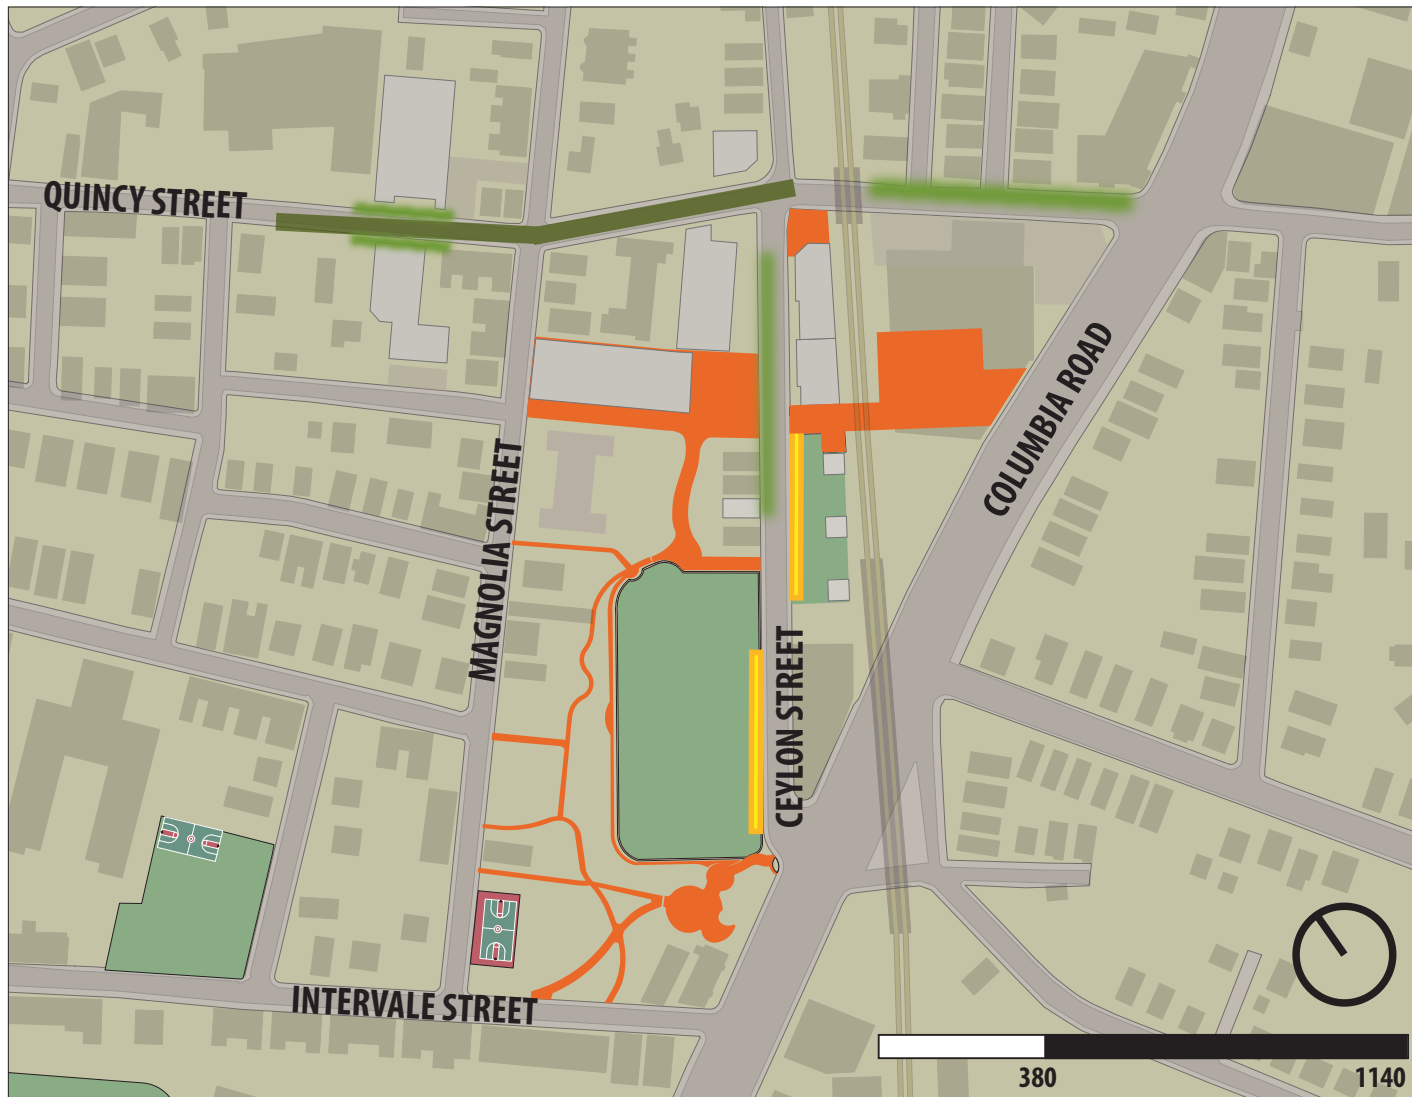 QUINCY STREET
COLUMBIA ROAD
MAGNOLIA STREET
CEYLON STREET
INTERVALE STREET
380
1140